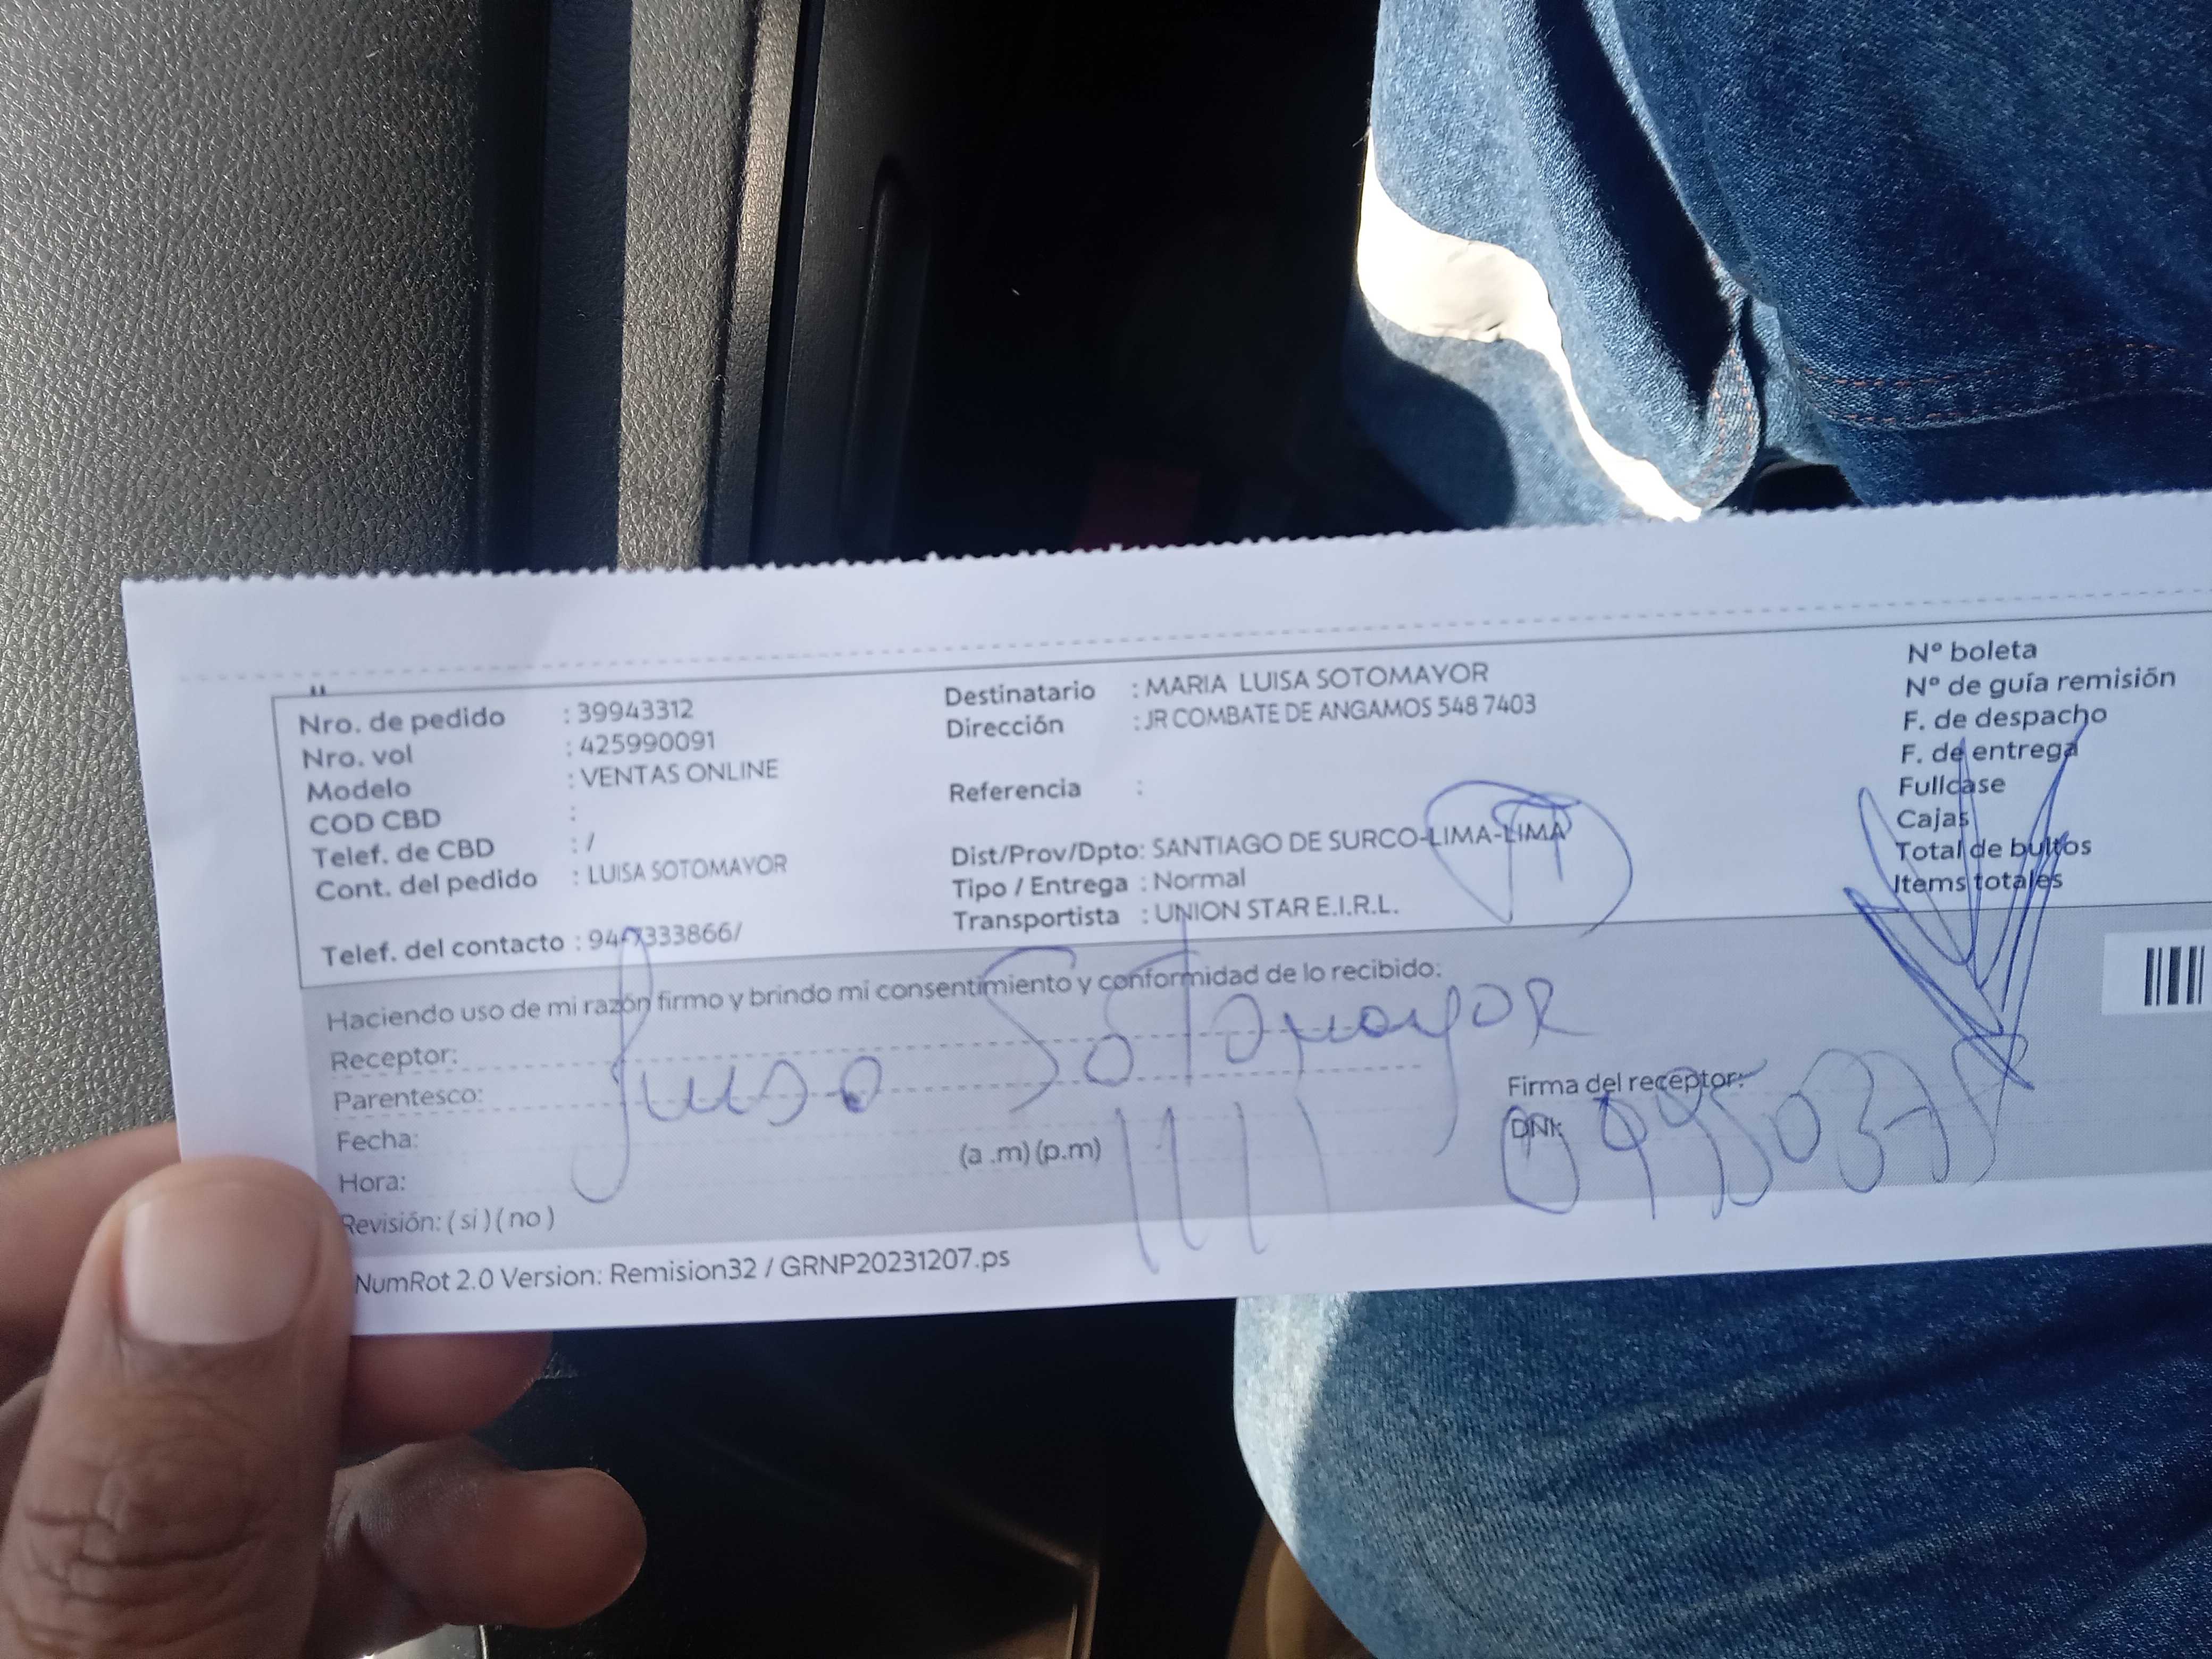 Nro. de pedido : 39943312
Nro. vol : 425990091
Modelo : VENTAS ONLINE
COD CBD :
Telef. de CBD : /
Cont. del pedido : LUISA SOTOMAYOR
Telef. del contacto : 947333866/
Destinatario : MARIA LUISA SOTOMAYOR
Dirección : JR COMBATE DE ANGAMOS 548 7403
Referencia :
Dist/Prov/Dpto: SANTIAGO DE SURCO-LIMA-LIMA
Tipo / Entrega : Normal
Transportista : UNION STAR E.I.R.L.
N° boleta
N° de guía remisión
F. de despacho
F. de entrega
Fullcase
Cajas
Total de bultos
Items totales
Haciendo uso de mi razón firmo y brindo mi consentimiento y conformidad de lo recibido:
Receptor:
Luisa Sotomayor
Parentesco:
Fecha:
Hora: (a .m) (p.m)
Revisión: ( si ) ( no )
Firma del receptor:
DNI:
NumRot 2.0 Version: Remision32 / GRNP20231207.ps